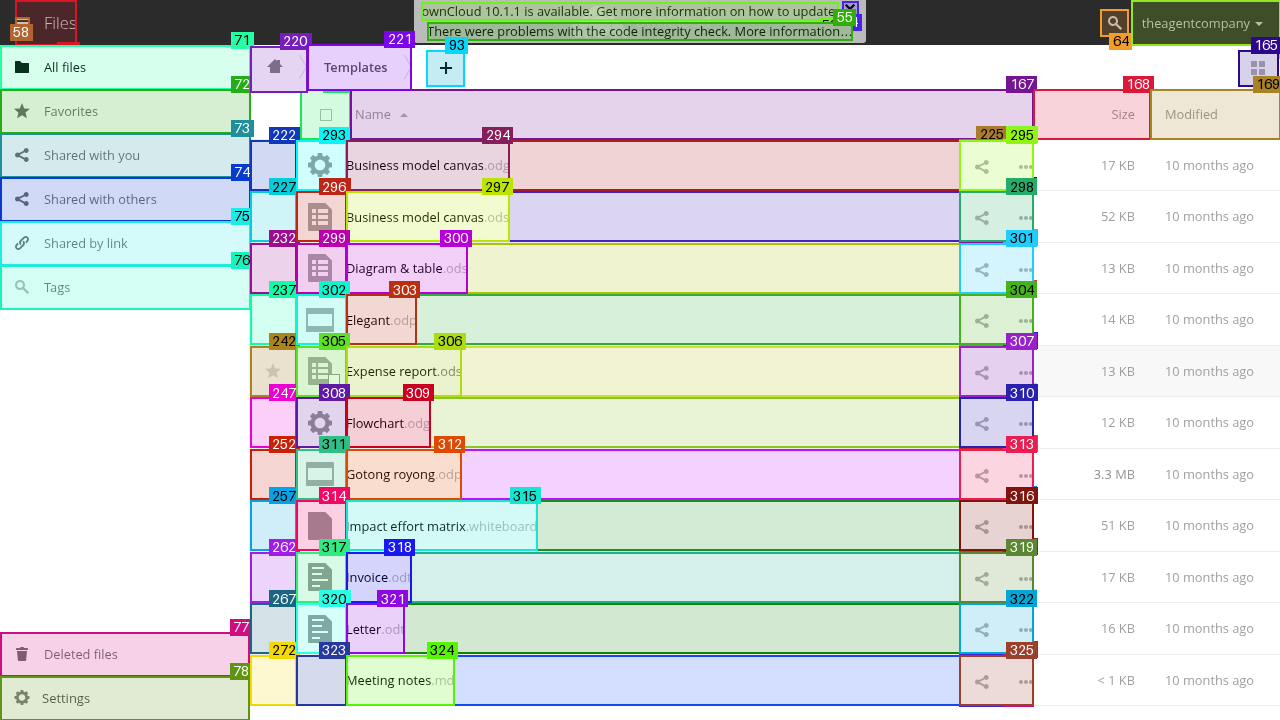 Files
ownCloud 10.1.1 is available. Get more information on how to update
There were problems with the code integrity check. More information...
theagentcompany
55
58
64
71
220
221
93
165
All files
Templates
+
72
167
168
169
Favorites
Name
Size
Modified
73
222
293
294
225
295
Shared with you
Business model canvas.odg
17 KB
10 months ago
74
227
296
297
298
Shared with others
Business model canvas.ods
52 KB
10 months ago
75
232
299
300
301
Shared by link
Diagram & table.ods
13 KB
10 months ago
76
237
302
303
304
Tags
Elegant.odp
14 KB
10 months ago
242
305
306
307
Expense report.ods
13 KB
10 months ago
247
308
309
310
Flowchart.odg
12 KB
10 months ago
252
311
312
313
Gotong royong.odp
3.3 MB
10 months ago
257
314
315
316
Impact effort matrix.whiteboard
51 KB
10 months ago
262
317
318
319
Invoice.odt
17 KB
10 months ago
267
320
321
322
Letter.odt
16 KB
10 months ago
77
272
323
324
325
Deleted files
Meeting notes.md
< 1 KB
10 months ago
78
Settings